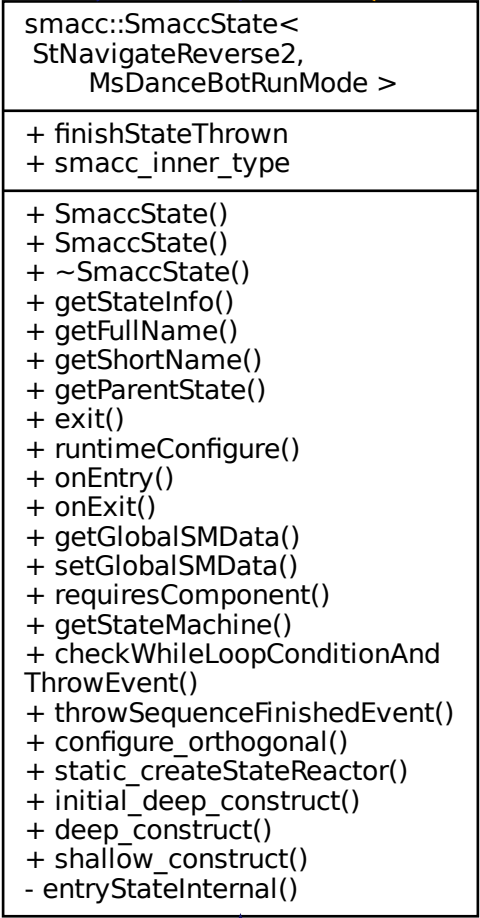 smacc::SmaccState<
StNavigateReverse2,
MsDanceBotRunMode >
+ finishStateThrown
+ smacc_inner_type
+ SmaccState()
+ SmaccState()
+ ~SmaccState()
+ getStateInfo()
+ getFullName()
+ getShortName()
+ getParentState()
+ exit()
+ runtimeConfigure()
+ onEntry()
+ onExit()
+ getGlobalSMData()
+ setGlobalSMData()
+ requiresComponent()
+ getStateMachine()
+ checkWhileLoopConditionAnd
ThrowEvent()
+ throwSequenceFinishedEvent()
+ configure_orthogonal()
+ static_createStateReactor()
+ initial_deep_construct()
+ deep_construct()
+ shallow_construct()
- entryStateInternal()